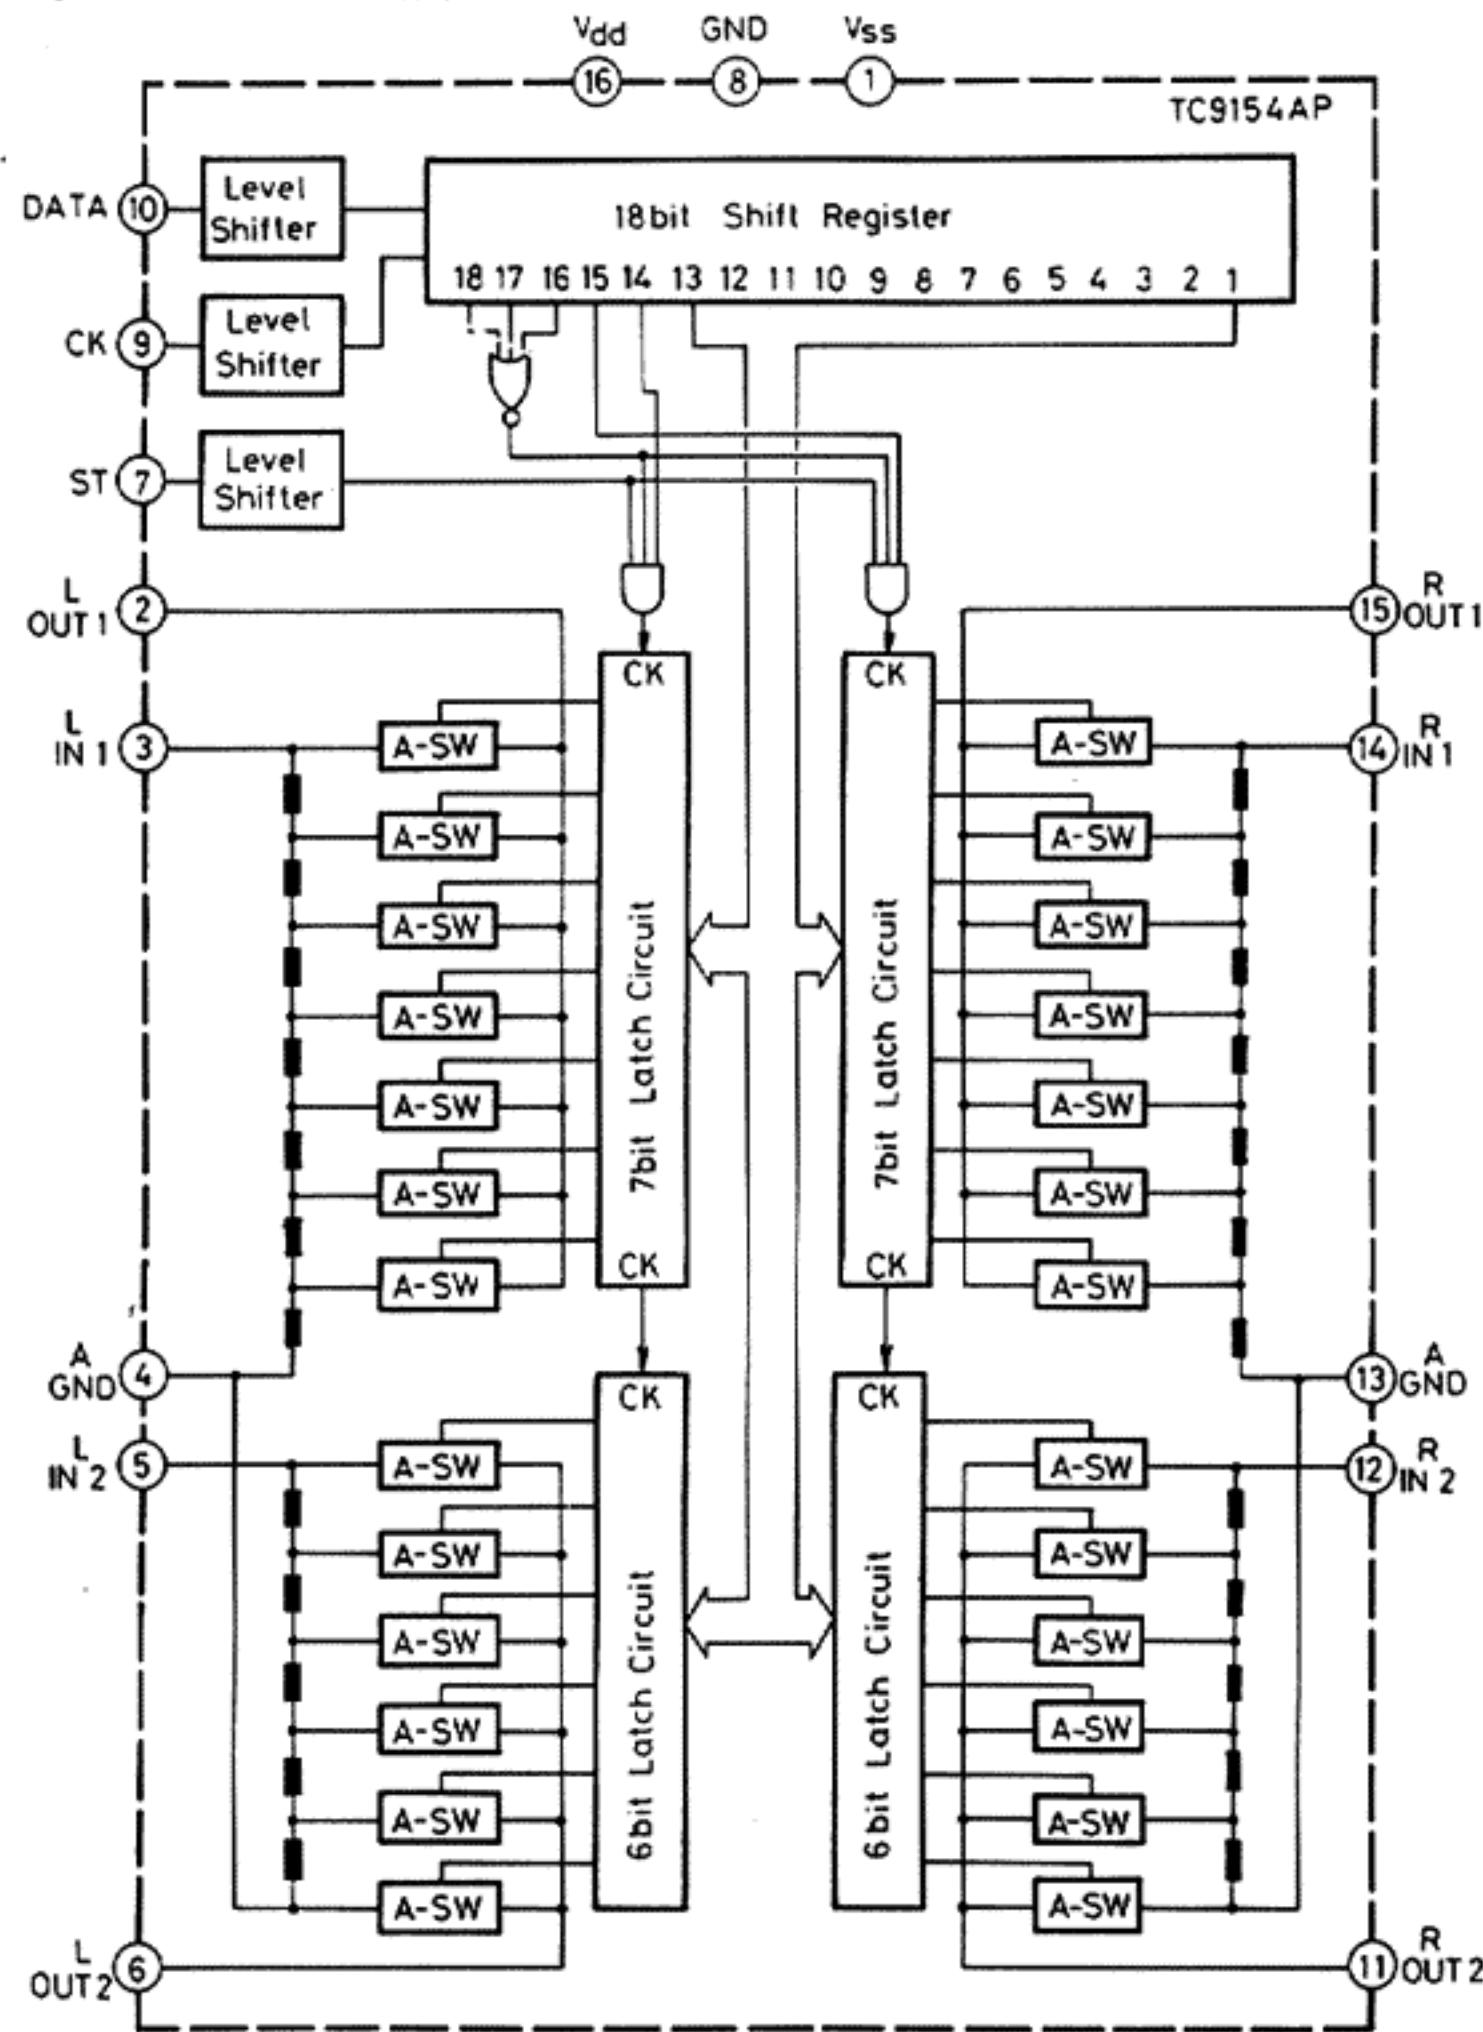 Vdd GND Vss
16 8 1
TC9154AP
DATA 10 Level Shifter
18bit Shift Register
18 17 16 15 14 13 12 11 10 9 8 7 6 5 4 3 2 1
CK 9 Level Shifter
ST 7 Level Shifter
L OUT 1 2
15 R OUT 1
CK CK
L IN 1 3 A-SW A-SW 14 R IN 1
A-SW A-SW
A-SW A-SW
7bit Latch Circuit 7bit Latch Circuit
A-SW A-SW
A-SW A-SW
A-SW A-SW
CK CK
A-SW A-SW
A GND 4 13 A GND
CK CK
L IN 2 5 A-SW A-SW 12 R IN 2
A-SW A-SW
A-SW A-SW
6bit Latch Circuit 6bit Latch Circuit
A-SW A-SW
A-SW A-SW
A-SW A-SW
L OUT 2 6 11 R OUT 2